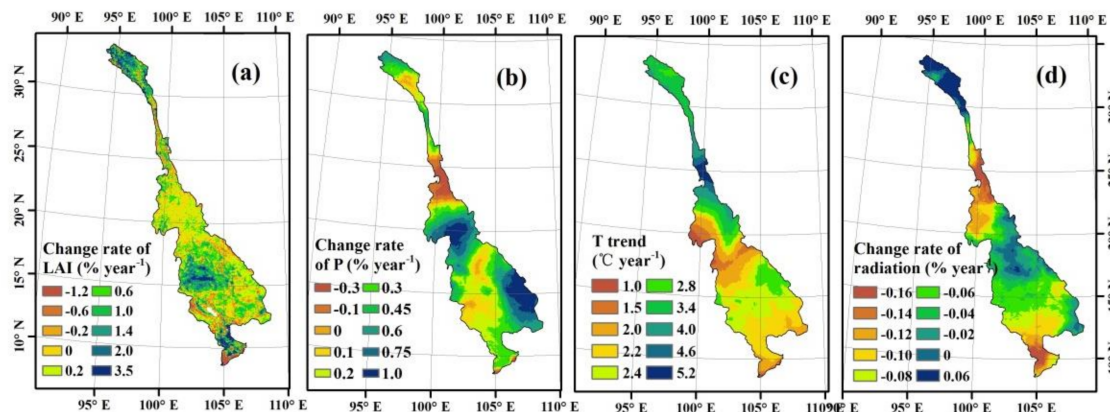 90° E 95° E 100° E 105° E 110° E
90° E 95° E 100° E 105° E 110° E
90° E 95° E 100° E 105° E 110° E
90° E 95° E 100° E 105° E 110° E
(a)
(b)
(c)
(d)
30° N
25° N
20° N
15° N
10° N
Change rate of
LAI (% year⁻¹)
-1.2 0.6
-0.6 1.0
-0.2 1.4
0 2.0
0.2 3.5
Change rate
of P (% year⁻¹)
-0.3 0.3
-0.1 0.45
0 0.6
0.1 0.75
0.2 1.0
T trend
(℃ year⁻¹)
1.0 2.8
1.5 3.4
2.0 4.0
2.2 4.6
2.4 5.2
Change rate of
radiation (% year⁻¹)
-0.16 -0.06
-0.14 -0.04
-0.12 -0.02
-0.10 0
-0.08 0.06
95° E 100° E 105° E 110° E
95° E 100° E 105° E 110° E
95° E 100° E 105° E
95° E 100° E 105° E 110° E